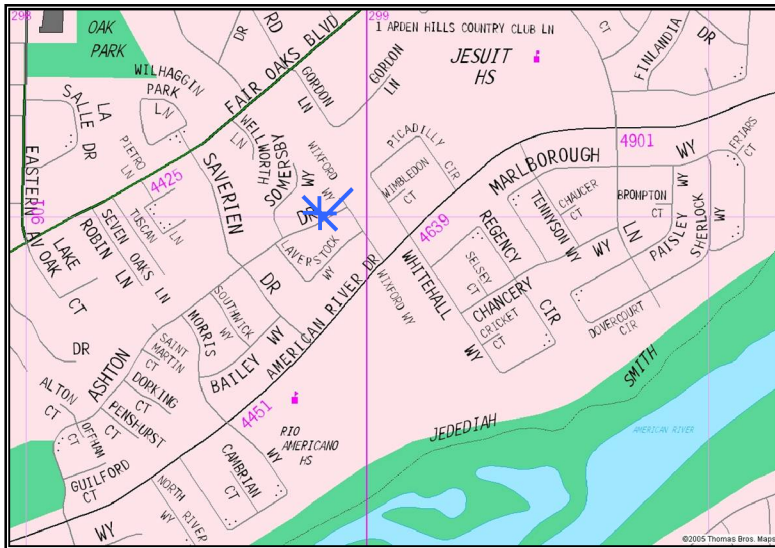 298
299
1 ARDEN HILLS COUNTRY CLUB LN
OAK
PARK
RD
DR
FAIR OAKS BLVD
GORDON
LN
GORDON
LN
JESUIT
HS
CT
FINLANDIA
DR
WILHAGGIN
PARK
LN
LA
SALLE DR
PIETRO
LN
4425
WELLWORTH
LN
SOMERSBY
WY
WIXFORD
WY
PICADILLY CIR
WIMBLEDON
CT
4901
MARLBOROUGH
WY
FRIARS
CT
EASTERN
AV
901
SAVERIEN
DR
DR
LAVERSTOCK
WY
4639
REGENCY
CIR
TENNYSON WY
CHAUCER
CT
BROMPTON
CT
WY
LN
PAISLEY
WY
SHERLOCK
WY
OAK
LAKE
CT
ROBIN LN
SEVEN OAKS LN
TUSCAN
LN
WIXFORD WY
WHITEHALL
WY
SELSEY
CT
CHANCERY
CRICKET
CT
DOVERCOURT
CIR
DR
SOUTHWICK
WY
MORRIS
BAILEY WY
AMERICAN RIVER DR
SAINT
MARTIN
CT
ASHTON
DORKING
CT
PENSHURST
CT
ALTON
CT
OFFHAM
CT
GUILFORD
CT
4451
RIO
AMERICANO
HS
JEDEDIAH
SMITH
AMERICAN RIVER
CAMBRIAN
CT
WY
NORTH RIVER
WY
WY
©2005 Thomas Bros. Maps